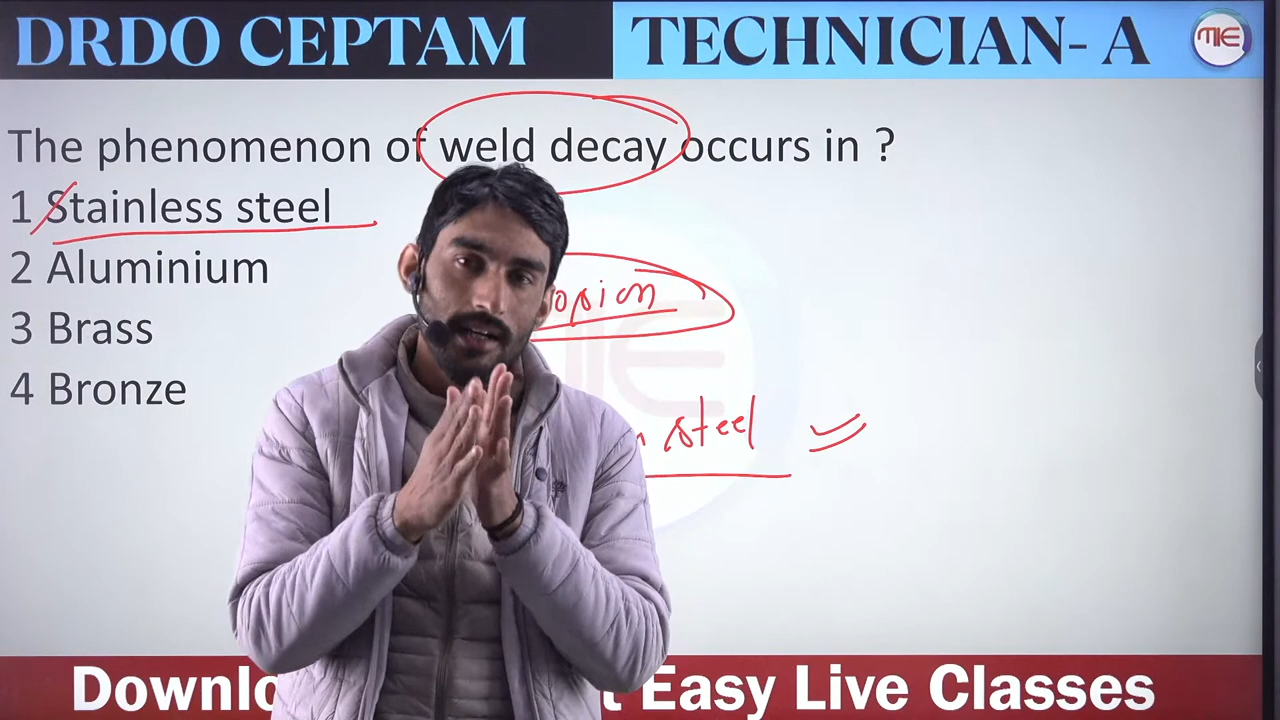 DRDO CEPTAM TECHNICIAN- A
MIE
The phenomenon of weld decay occurs in ?
1 Stainless steel
2 Aluminium
3 Brass
4 Bronze
steel
Easy Live Classes